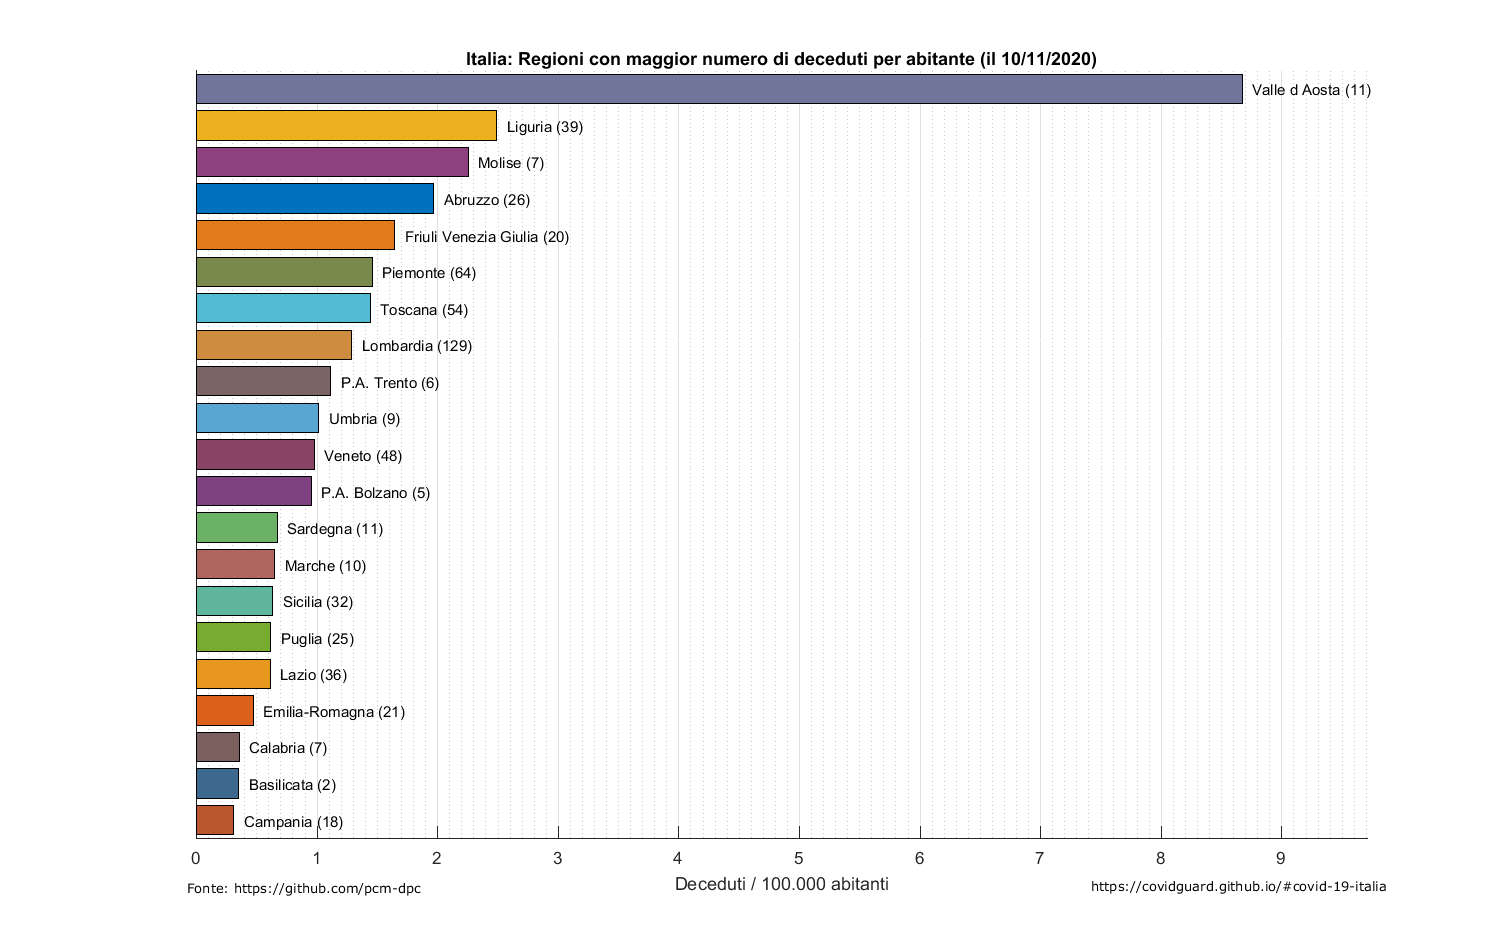 Italia: Regioni con maggior numero di deceduti per abitante (il 10/11/2020)
Valle d Aosta (11)
Liguria (39)
Molise (7)
Abruzzo (26)
Friuli Venezia Giulia (20)
Piemonte (64)
Toscana (54)
Lombardia (129)
P.A. Trento (6)
Umbria (9)
Veneto (48)
P.A. Bolzano (5)
Sardegna (11)
Marche (10)
Sicilia (32)
Puglia (25)
Lazio (36)
Emilia-Romagna (21)
Calabria (7)
Basilicata (2)
Campania (18)
0 1 2 3 4 5 6 7 8 9
Deceduti / 100.000 abitanti
Fonte: https://github.com/pcm-dpc
https://covidguard.github.io/#covid-19-italia